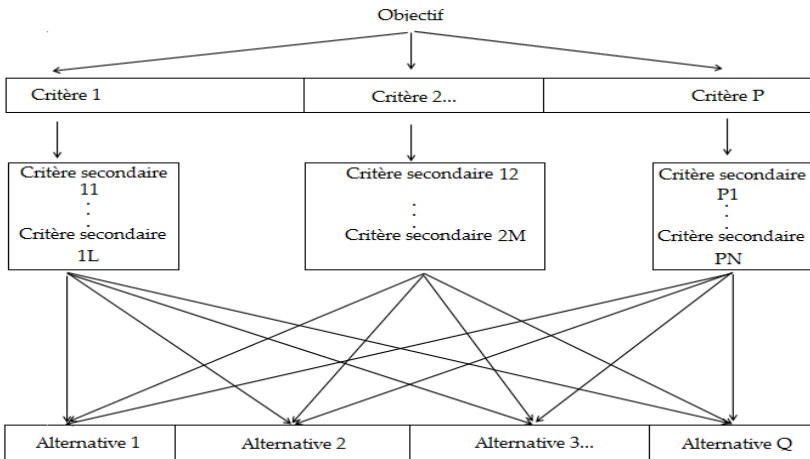 Objectif
Critère 1
Critère 2...
Critère P
Critère secondaire
11
.
.
.
Critère secondaire
1L
Critère secondaire 12
.
.
.
Critère secondaire 2M
Critère secondaire
P1
.
.
.
Critère secondaire
PN
Alternative 1
Alternative 2
Alternative 3...
Alternative Q